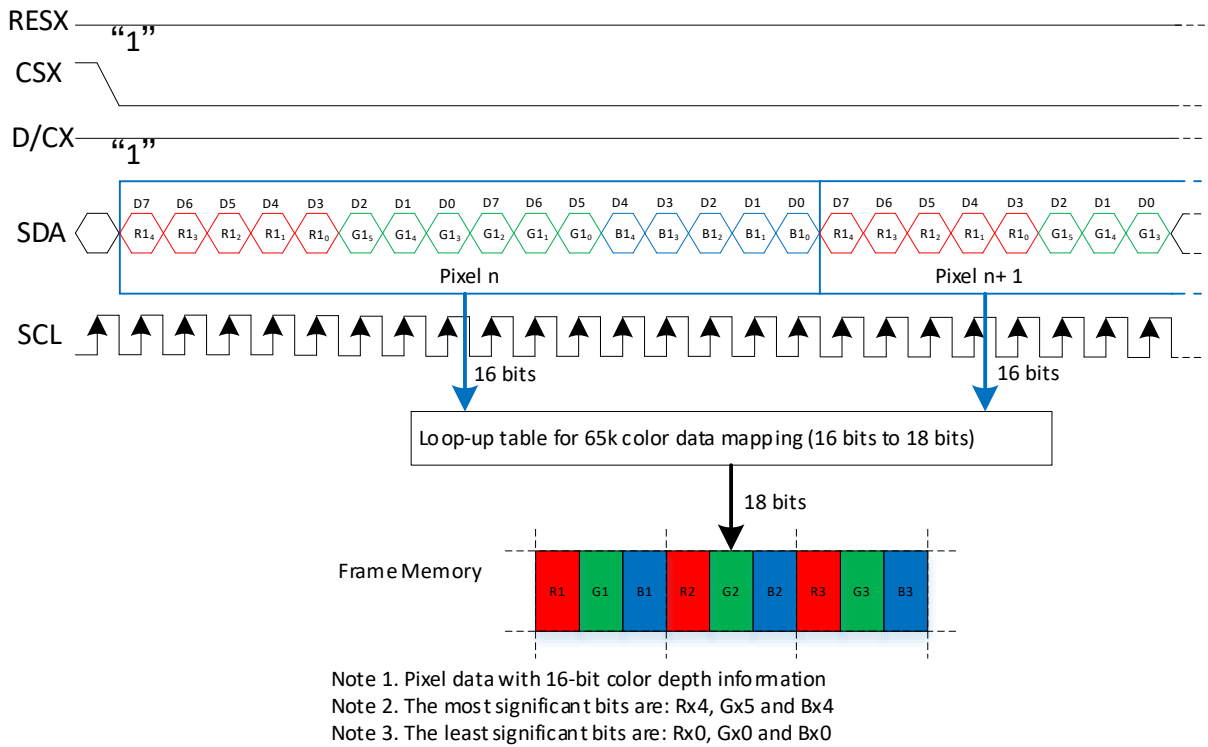 RESX “1”
CSX
D/CX “1”
D7 D6 D5 D4 D3 D2 D1 D0 D7 D6 D5 D4 D3 D2 D1 D0 D7 D6 D5 D4 D3 D2 D1 D0
SDA R1₄ R1₃ R1₂ R1₁ R1₀ G1₅ G1₄ G1₃ G1₂ G1₁ G1₀ B1₄ B1₃ B1₂ B1₁ B1₀ R1₄ R1₃ R1₂ R1₁ R1₀ G1₅ G1₄ G1₃
Pixel n Pixel n+ 1
SCL
16 bits 16 bits
Loop-up table for 65k color data mapping (16 bits to 18 bits)
18 bits
Frame Memory
R1 G1 B1 R2 G2 B2 R3 G3 B3
Note 1. Pixel data with 16-bit color depth information
Note 2. The most significant bits are: Rx4, Gx5 and Bx4
Note 3. The least significant bits are: Rx0, Gx0 and Bx0